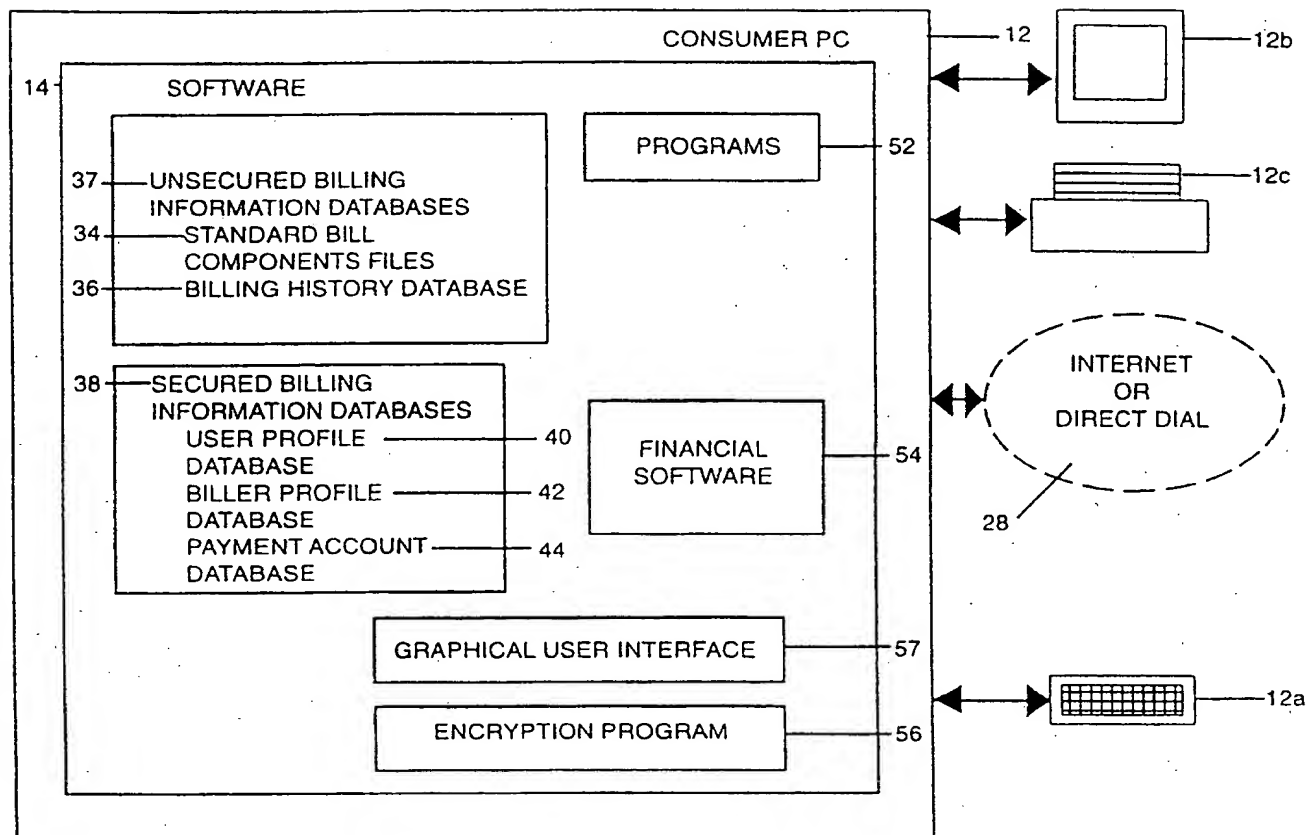 CONSUMER PC
12
12b
14
SOFTWARE
PROGRAMS
52
37
UNSECURED BILLING
INFORMATION DATABASES
34
STANDARD BILL
COMPONENTS FILES
36
BILLING HISTORY DATABASE
12c
INTERNET
OR
DIRECT DIAL
28
38
SECURED BILLING
INFORMATION DATABASES
USER PROFILE
DATABASE
40
BILLER PROFILE
DATABASE
42
PAYMENT ACCOUNT
DATABASE
44
FINANCIAL
SOFTWARE
54
GRAPHICAL USER INTERFACE
57
12a
ENCRYPTION PROGRAM
56